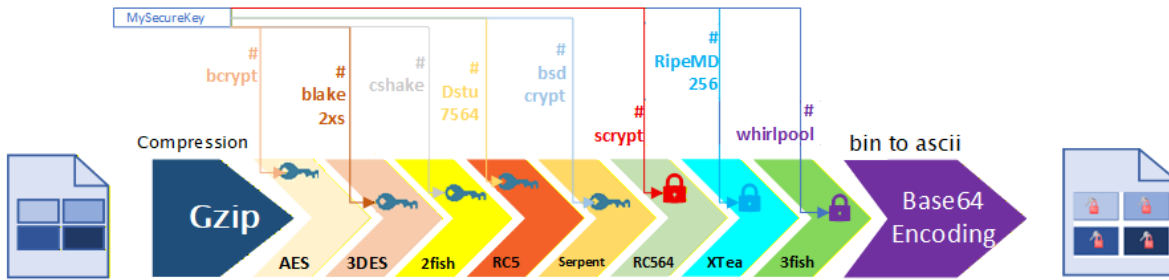 MySecureKey
#
bcrypt
#
blake
2xs
#
cshake
#
Dstu
7564
#
bsd
crypt
#
scrypt
#
RipeMD
256
#
whirlpool
Compression
bin to ascii
Gzip
AES
3DES
2fish
RC5
Serpent
RC564
XTea
3fish
Base64
Encoding